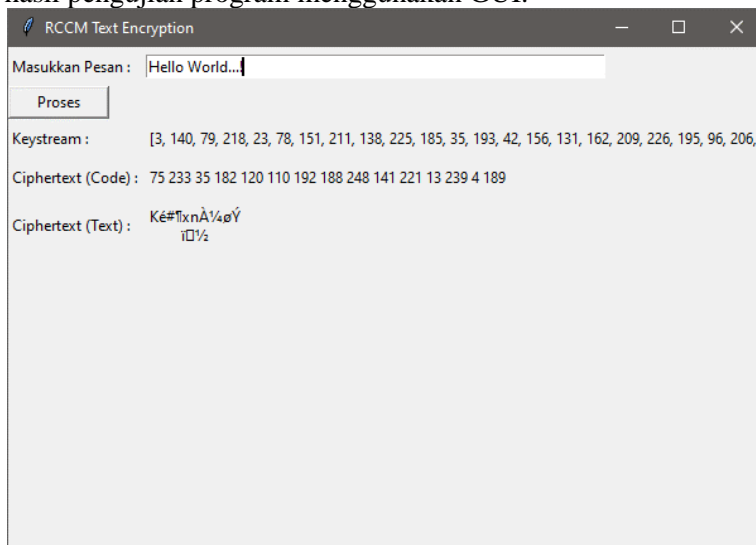 hasil pengujian program menggunakan GUI.
RCCM Text Encryption
Masukkan Pesan : Hello World...!
Proses
Keystream : [3, 140, 79, 218, 23, 78, 151, 211, 138, 225, 185, 35, 193, 42, 156, 131, 162, 209, 226, 195, 96, 206,
Ciphertext (Code) : 75 233 35 182 120 110 192 188 248 141 221 13 239 4 189
Ciphertext (Text) : Ké#¶xnÀ¼øÝ
ï□½